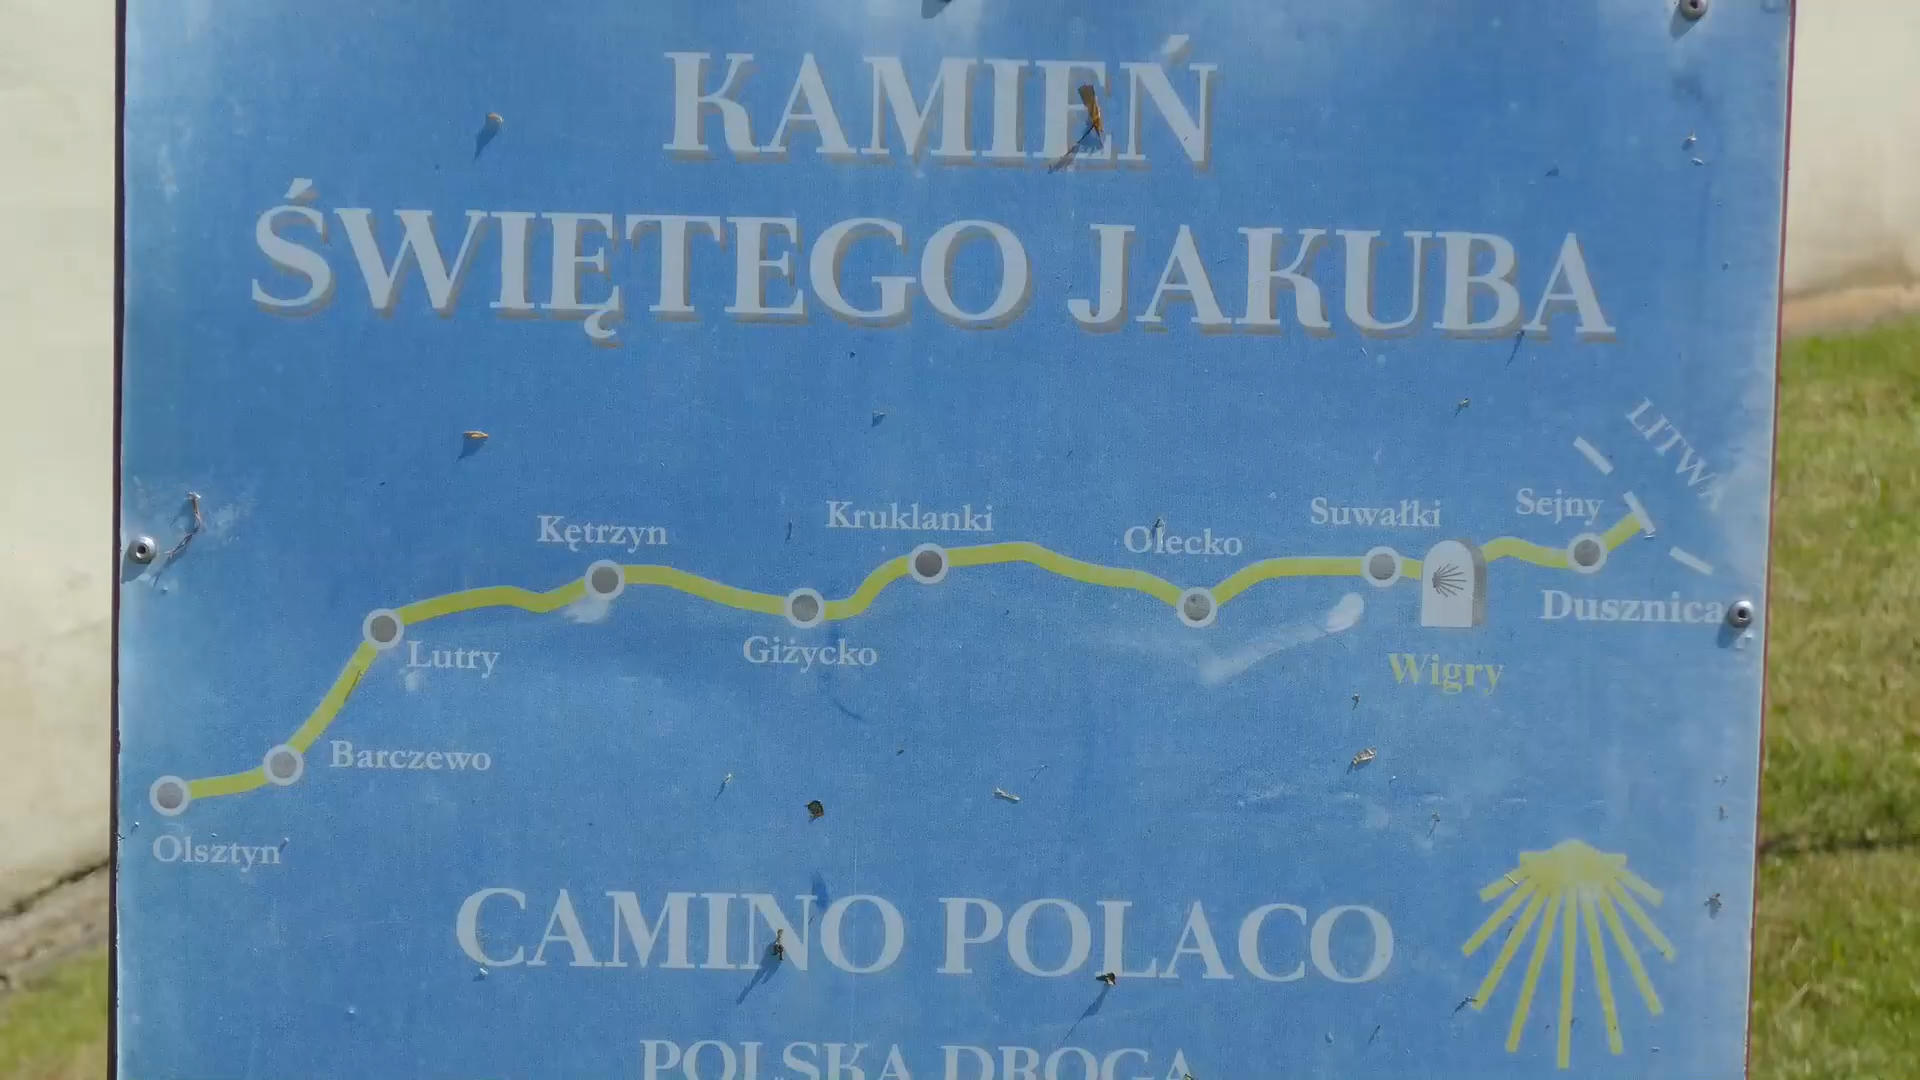 KAMIEŃ
ŚWIĘTEGO JAKUBA
LITWA
Sejny
Suwałki
Kruklanki
Kętrzyn
Olecko
Dusznica
Giżycko
Lutry
Wigry
Barczewo
Olsztyn
CAMINO POLACO
POLSKA DROGA